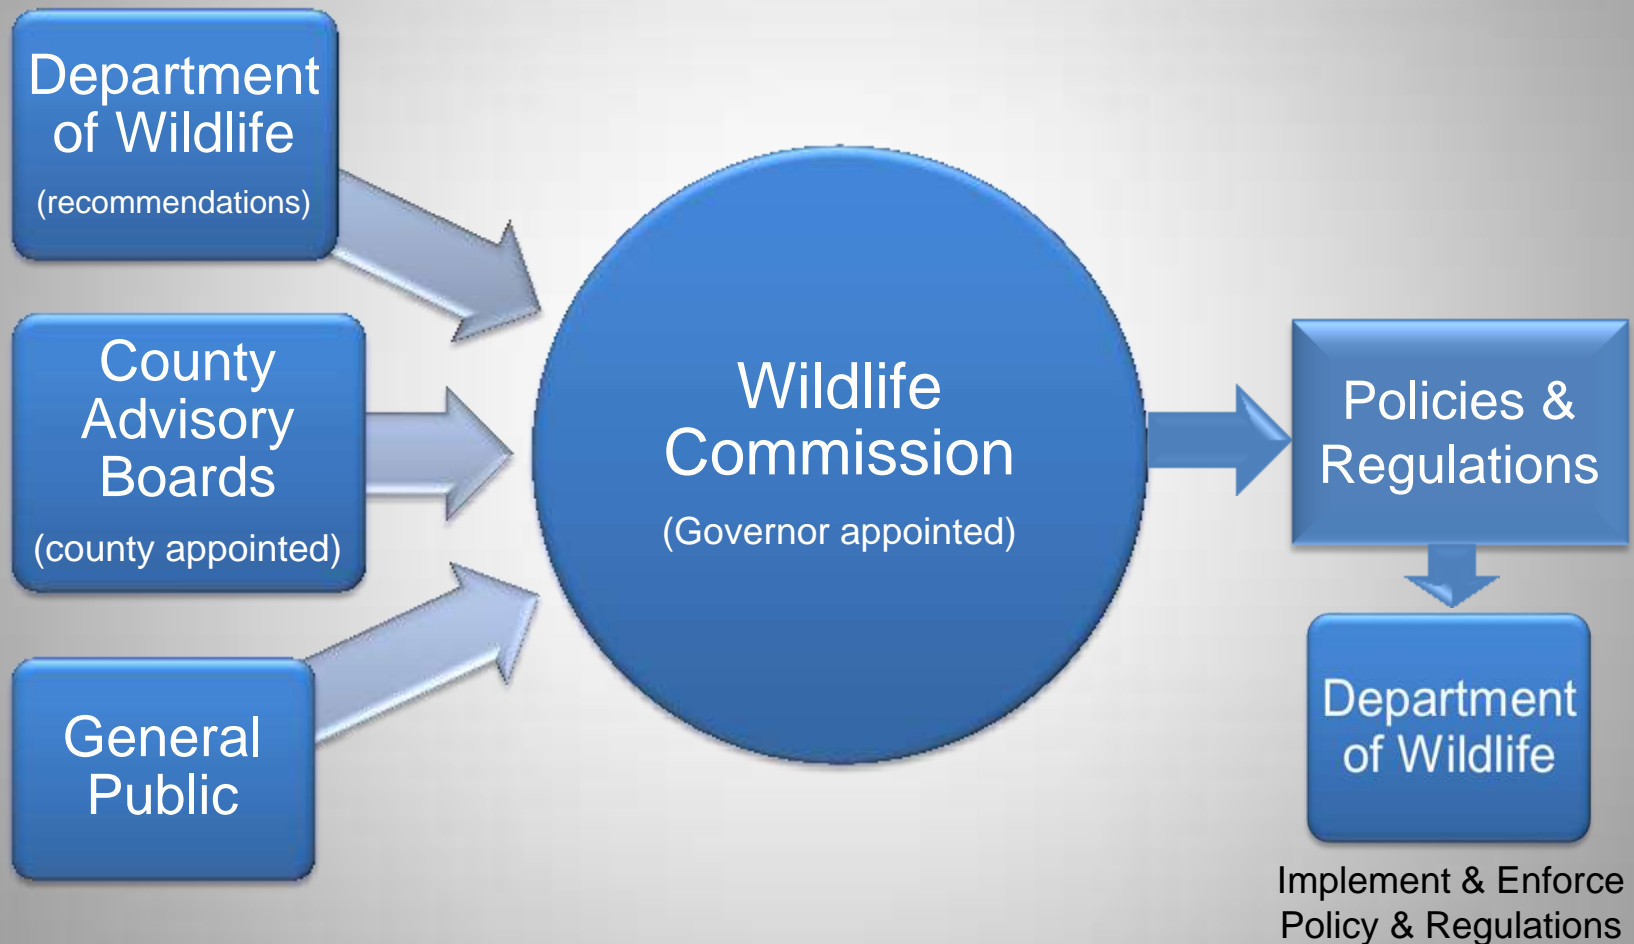 Department
of Wildlife
(recommendations)
County
Advisory
Boards
(county appointed)
General
Public
Wildlife
Commission
(Governor appointed)
Policies &
Regulations
Department
of Wildlife
Implement & Enforce
Policy & Regulations